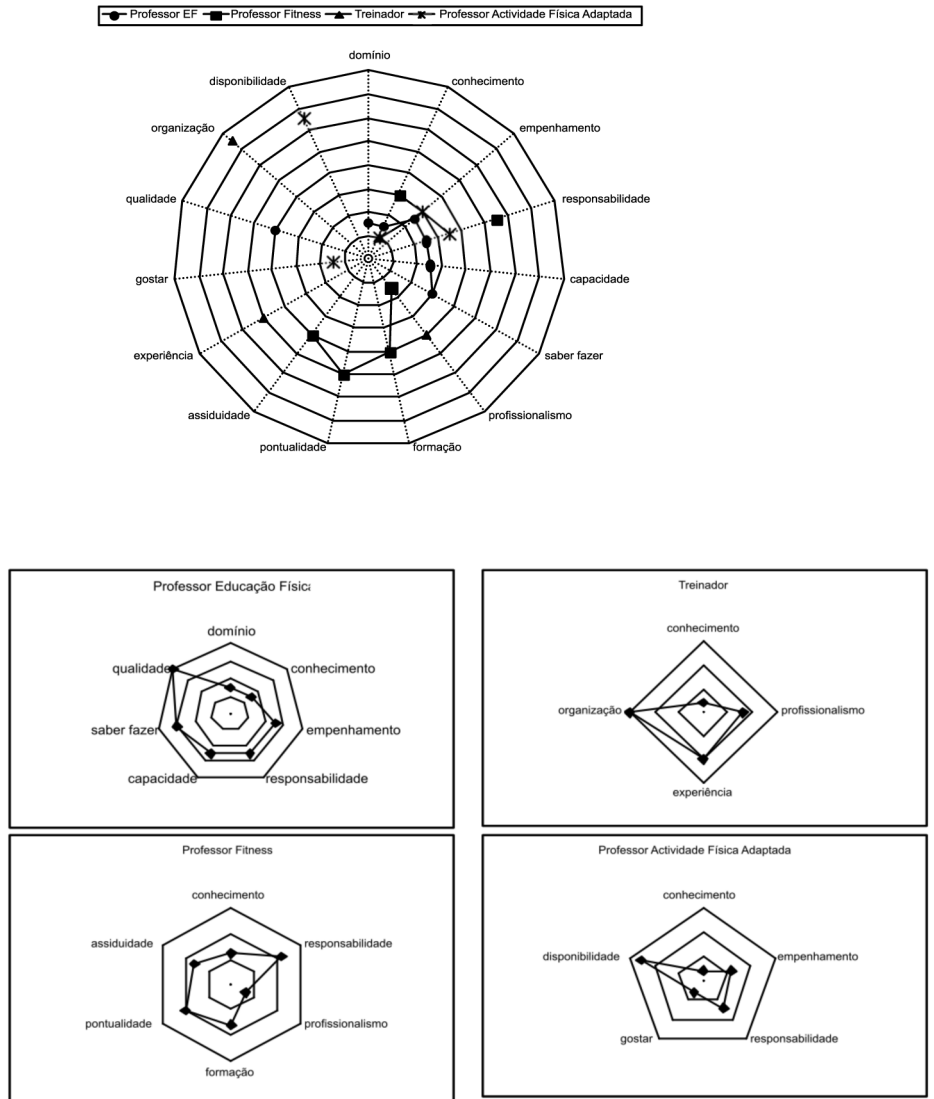 Professor EF Professor Fitness Treinador Professor Actividade Física Adaptada
domínio
disponibilidade
conhecimento
organização
empenhamento
qualidade
responsabilidade
gostar
capacidade
experiência
saber fazer
assiduidade
profissionalismo
pontualidade
formação
Professor Educação Física
domínio
qualidade
conhecimento
saber fazer
empenhamento
capacidade
responsabilidade
Treinador
conhecimento
organização
profissionalismo
experiência
Professor Fitness
conhecimento
assiduidade
responsabilidade
pontualidade
profissionalismo
formação
Professor Actividade Física Adaptada
conhecimento
disponibilidade
empenhamento
gostar
responsabilidade